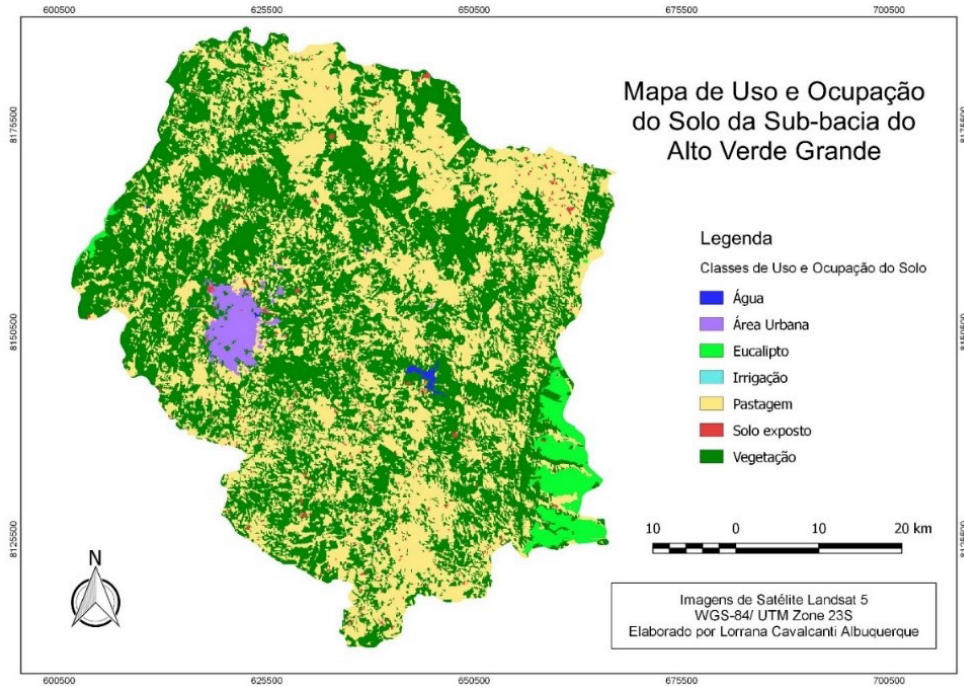 600500 625500 650500 675500 700500
Mapa de Uso e Ocupação
do Solo da Sub-bacia do
Alto Verde Grande
8175500 8175500
Legenda
Classes de Uso e Ocupação do Solo
Água
Área Urbana
Eucalipto
Irrigação
Pastagem
Solo exposto
Vegetação
8150500 8150500
10 0 10 20 km
8125500 8125500
N
Imagens de Satélite Landsat 5
WGS-84/ UTM Zone 23S
Elaborado por Lorrana Cavalcanti Albuquerque
600500 625500 650500 675500 700500